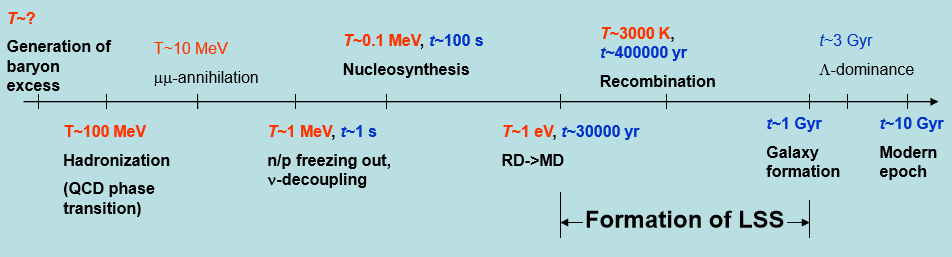 T~?
Generation of
baryon
excess
T~10 MeV
μμ-annihilation
T~0.1 MeV, t~100 s
Nucleosynthesis
T~3000 K,
t~400000 yr
Recombination
t~3 Gyr
Λ-dominance
T~100 MeV
Hadronization
(QCD phase
transition)
T~1 MeV, t~1 s
n/p freezing out,
ν-decoupling
T~1 eV, t~30000 yr
RD->MD
t~1 Gyr
Galaxy
formation
t~10 Gyr
Modern
epoch
Formation of LSS